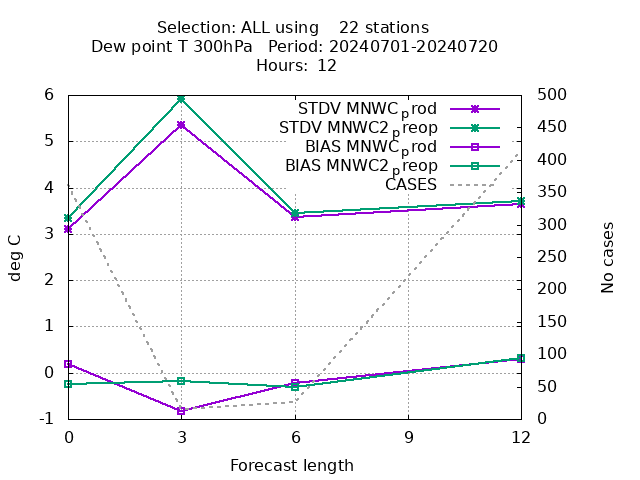 Selection: ALL using    22 stations
Dew point T 300hPa   Period: 20240701-20240720
Hours:  12
STDV MNWC_prod
STDV MNWC2_preop
BIAS MNWC_prod
BIAS MNWC2_preop
CASES
6
5
4
3
2
1
0
-1
deg C
500
450
400
350
300
250
200
150
100
50
0
No cases
0 3 6 9 12
Forecast length